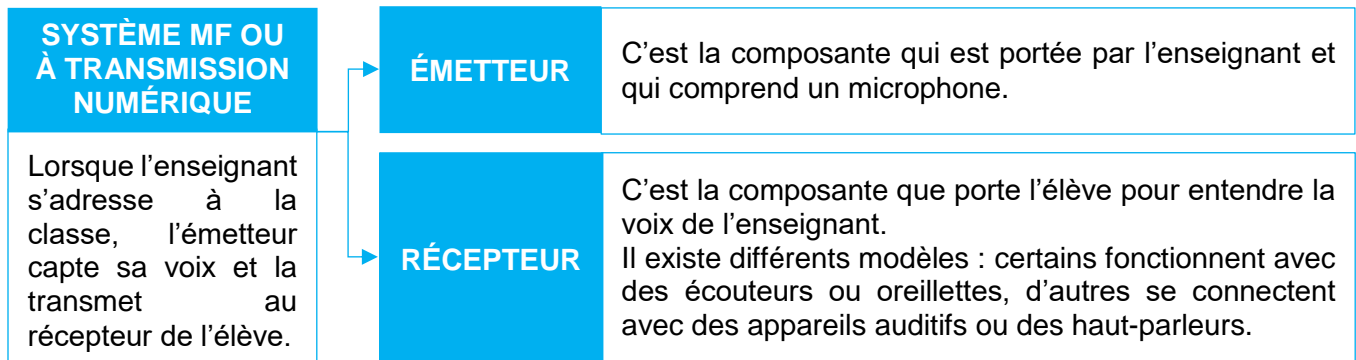 SYSTÈME MF OU
À TRANSMISSION
NUMÉRIQUE
Lorsque l’enseignant
s’adresse à la
classe, l’émetteur
capte sa voix et la
transmet au
récepteur de l’élève.
ÉMETTEUR
C’est la composante qui est portée par l’enseignant et
qui comprend un microphone.
RÉCEPTEUR
C’est la composante que porte l’élève pour entendre la
voix de l’enseignant.
Il existe différents modèles : certains fonctionnent avec
des écouteurs ou oreillettes, d’autres se connectent
avec des appareils auditifs ou des haut-parleurs.